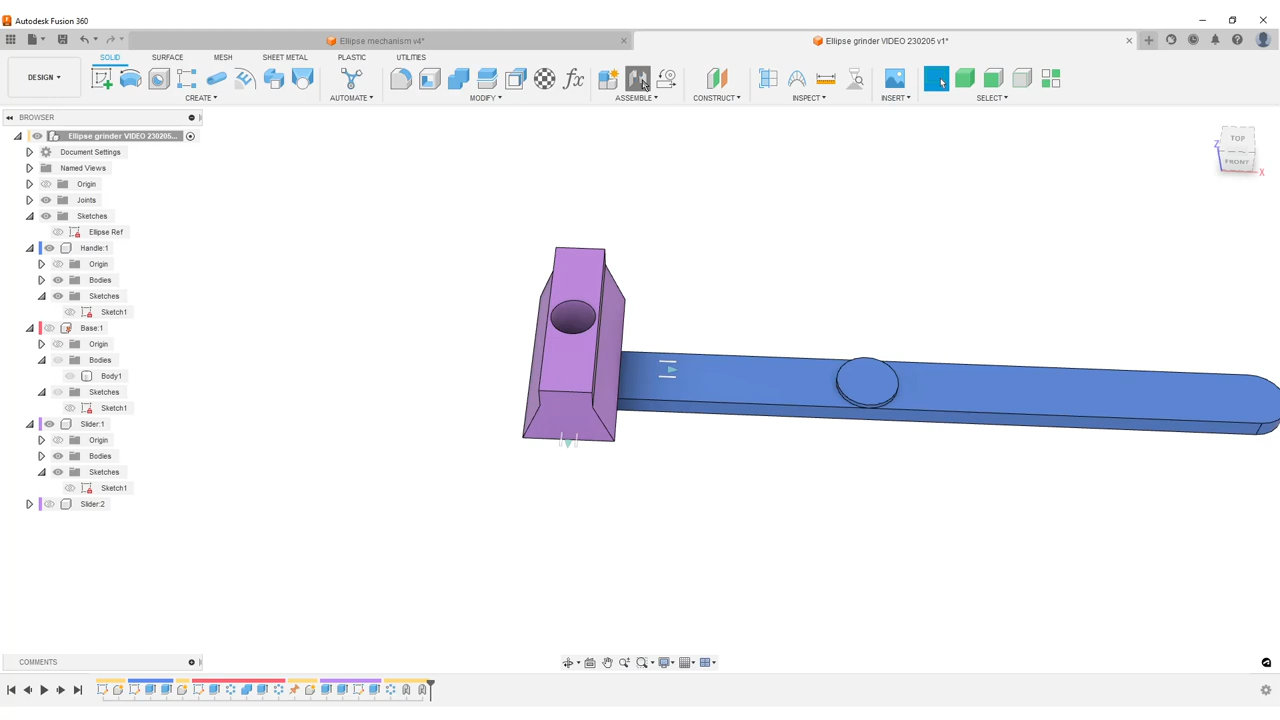 Autodesk Fusion 360
Ellipse mechanism v4*
Ellipse grinder VIDEO 230205 v1*
SOLID
SURFACE
MESH
SHEET METAL
PLASTIC
UTILITIES
DESIGN
CREATE
AUTOMATE
MODIFY
ASSEMBLE
CONSTRUCT
INSPECT
INSERT
SELECT
BROWSER
Ellipse grinder VIDEO 230205...
Document Settings
Named Views
Origin
Joints
Sketches
Ellipse Ref
Handle:1
Origin
Bodies
Sketches
Sketch1
Base:1
Origin
Bodies
Body1
Sketches
Sketch1
Slider:1
Origin
Bodies
Sketches
Sketch1
Slider:2
TOP
FRONT
Z
X
COMMENTS